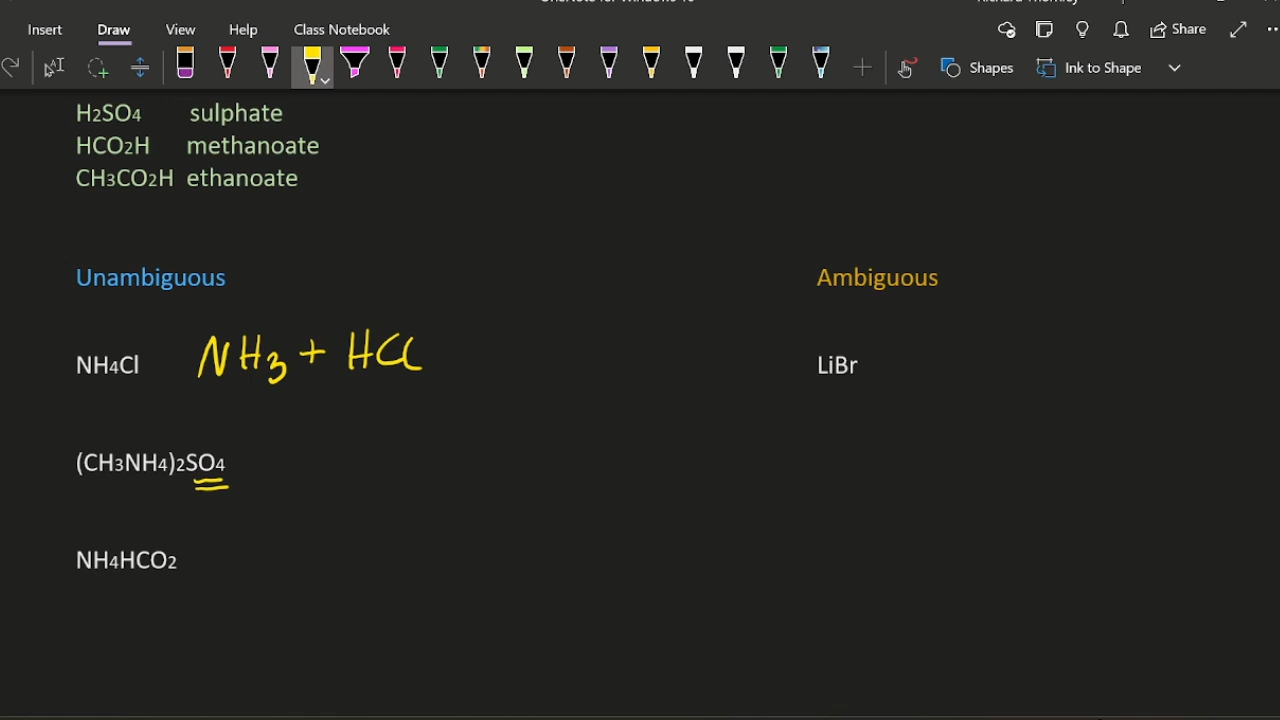 Insert Draw View Help Class Notebook Share
Shapes Ink to Shape
H2SO4 sulphate
HCO2H methanoate
CH3CO2H ethanoate
Unambiguous Ambiguous
NH4Cl NH3 + HCl LiBr
(CH3NH4)2SO4
NH4HCO2